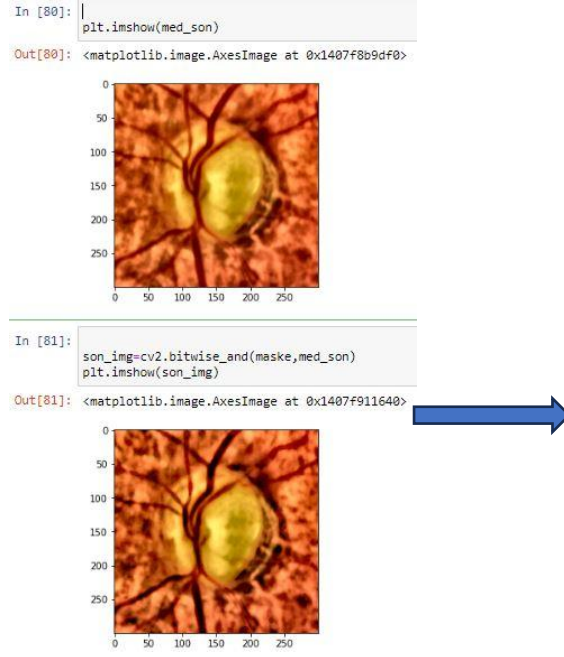 In [80]:
plt.imshow(med_son)
Out[80]: <matplotlib.image.AxesImage at 0x1407f8b9df0>
0
50
100
150
200
250
0 50 100 150 200 250
In [81]:
son_img=cv2.bitwise_and(maske,med_son)
plt.imshow(son_img)
Out[81]: <matplotlib.image.AxesImage at 0x1407f911640>
0
50
100
150
200
250
0 50 100 150 200 250